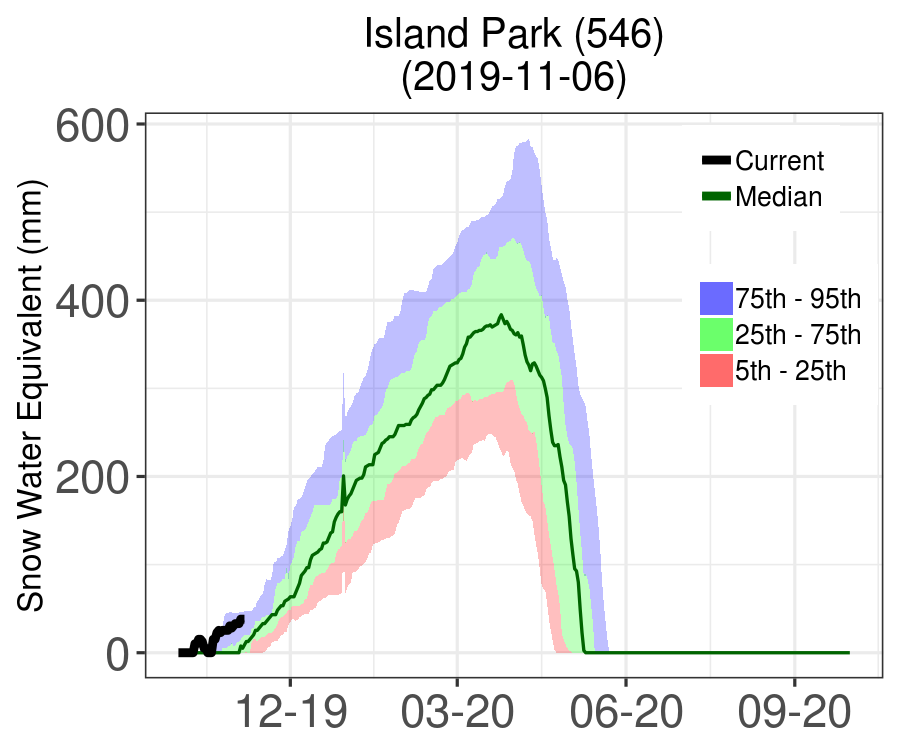 Island Park (546)
(2019-11-06)
Snow Water Equivalent (mm)
600
400
200
0
Current
Median
75th - 95th
25th - 75th
5th - 25th
12-19
03-20
06-20
09-20